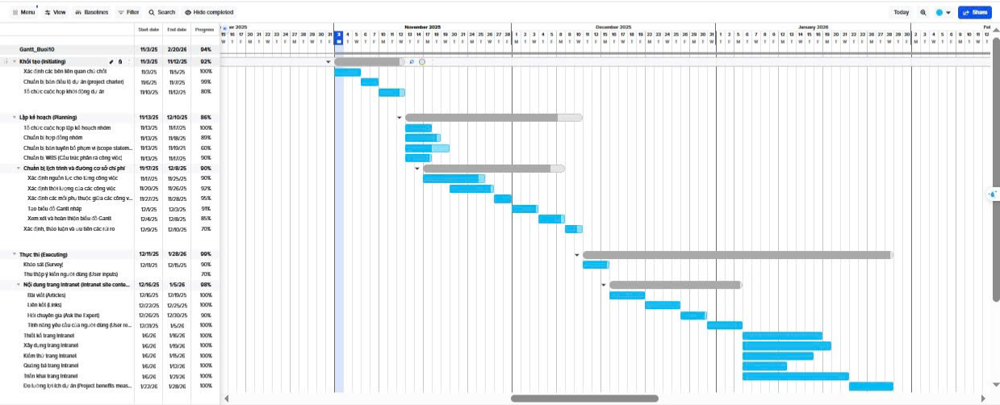 Menu View Baselines Filter Search Hide completed Today Share
Start date End date Progress
er 2025 November 2025 December 2025 January 2026
Gantt_Buoi10 11/3/25 2/20/26 94%
Khởi tạo (Initiating) 11/3/25 11/12/25 92%
Xác định các bên liên quan chủ chốt 11/3/25 11/5/25 100%
Chuẩn bị bản điều lệ dự án (project charter) 11/6/25 11/7/25 99%
Tổ chức cuộc họp khởi động dự án 11/10/25 11/12/25 80%
Lập kế hoạch (Planning) 11/13/25 12/10/25 86%
Tổ chức cuộc họp lập kế hoạch nhóm 11/13/25 11/17/25 100%
Chuẩn bị hợp đồng nhóm 11/13/25 11/18/25 89%
Chuẩn bị bản tuyên bố phạm vi (scope statem... 11/13/25 11/19/25 60%
Chuẩn bị WBS (Cấu trúc phân rã công việc) 11/13/25 11/17/25 90%
Chuẩn bị lịch trình và đường cơ sở chi phí 11/17/25 12/8/25 90%
Xác định nguồn lực cho từng công việc 11/17/25 11/25/25 90%
Xác định thời lượng của các công việc 11/20/25 11/26/25 92%
Xác định các mối phụ thuộc giữa các công v... 11/27/25 11/28/25 95%
Tạo biểu đồ Gantt nháp 12/1/25 12/3/25 91%
Xem xét và hoàn thiện biểu đồ Gantt 12/4/25 12/8/25 85%
Xác định, thảo luận và ưu tiên các rủi ro 12/9/25 12/10/25 70%
Thực thi (Executing) 12/11/25 1/28/26 99%
Khảo sát (Survey) 12/11/25 12/15/25 90%
Thu thập ý kiến người dùng (User inputs) 70%
Nội dung trang Intranet (Intranet site conte... 12/16/25 1/5/26 98%
Bài viết (Articles) 12/16/25 12/19/25 100%
Liên kết (Links) 12/22/25 12/25/25 100%
Hỏi chuyên gia (Ask the Expert) 12/26/25 12/30/25 90%
Tính năng yêu cầu của người dùng (User re... 12/31/25 1/5/26 100%
Thiết kế trang Intranet 1/6/26 1/16/26 100%
Xây dựng trang Intranet 1/6/26 1/19/26 100%
Kiểm thử trang Intranet 1/6/26 1/15/26 100%
Quảng bá trang Intranet 1/6/26 1/12/26 100%
Triển khai trang Intranet 1/6/26 1/21/26 100%
Đo lường lợi ích dự án (Project benefits meas... 1/22/26 1/28/26 100%